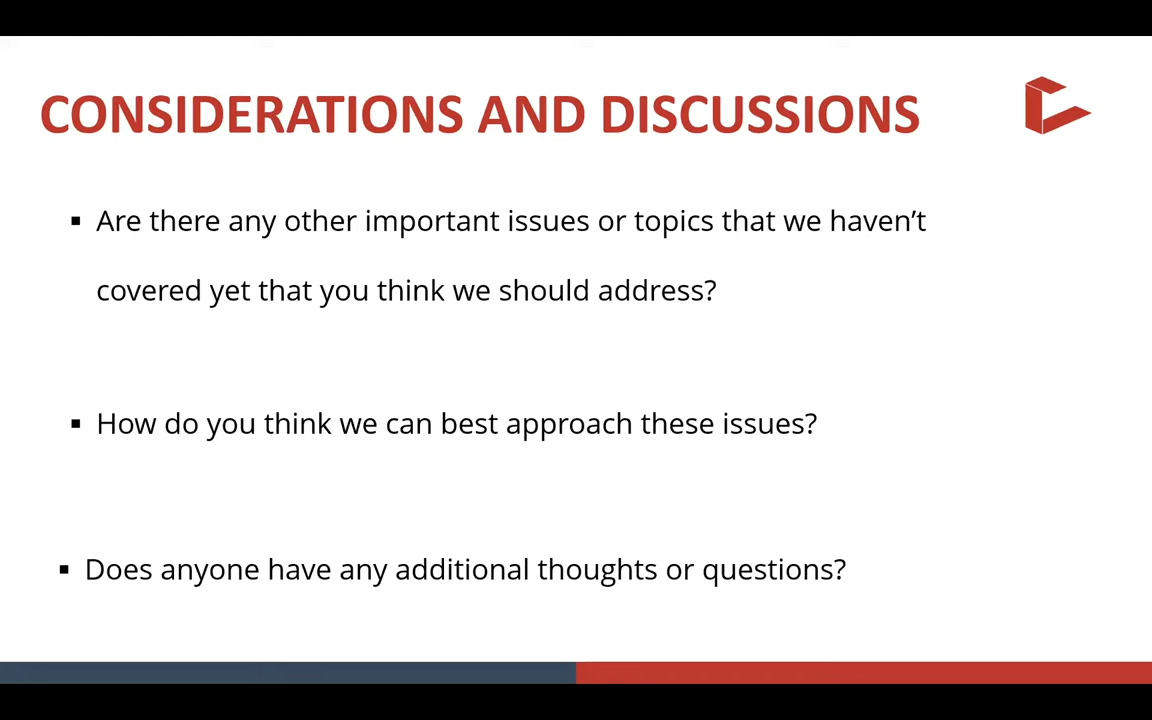 CONSIDERATIONS AND DISCUSSIONS
▪ Are there any other important issues or topics that we haven’t
covered yet that you think we should address?
▪ How do you think we can best approach these issues?
▪ Does anyone have any additional thoughts or questions?